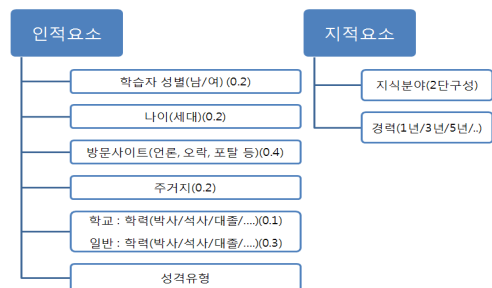 인적요소
지적요소
학습자 성별(남/여) (0.2)
나이(세대)(0.2)
방문사이트(언론, 오락, 포탈 등)(0.4)
주거지(0.2)
학교 : 학력(박사/석사/대졸/....)(0.1)
일반 : 학력(박사/석사/대졸/....)(0.3)
성격유형
지식분야(2단구성)
경력(1년/3년/5년/..)